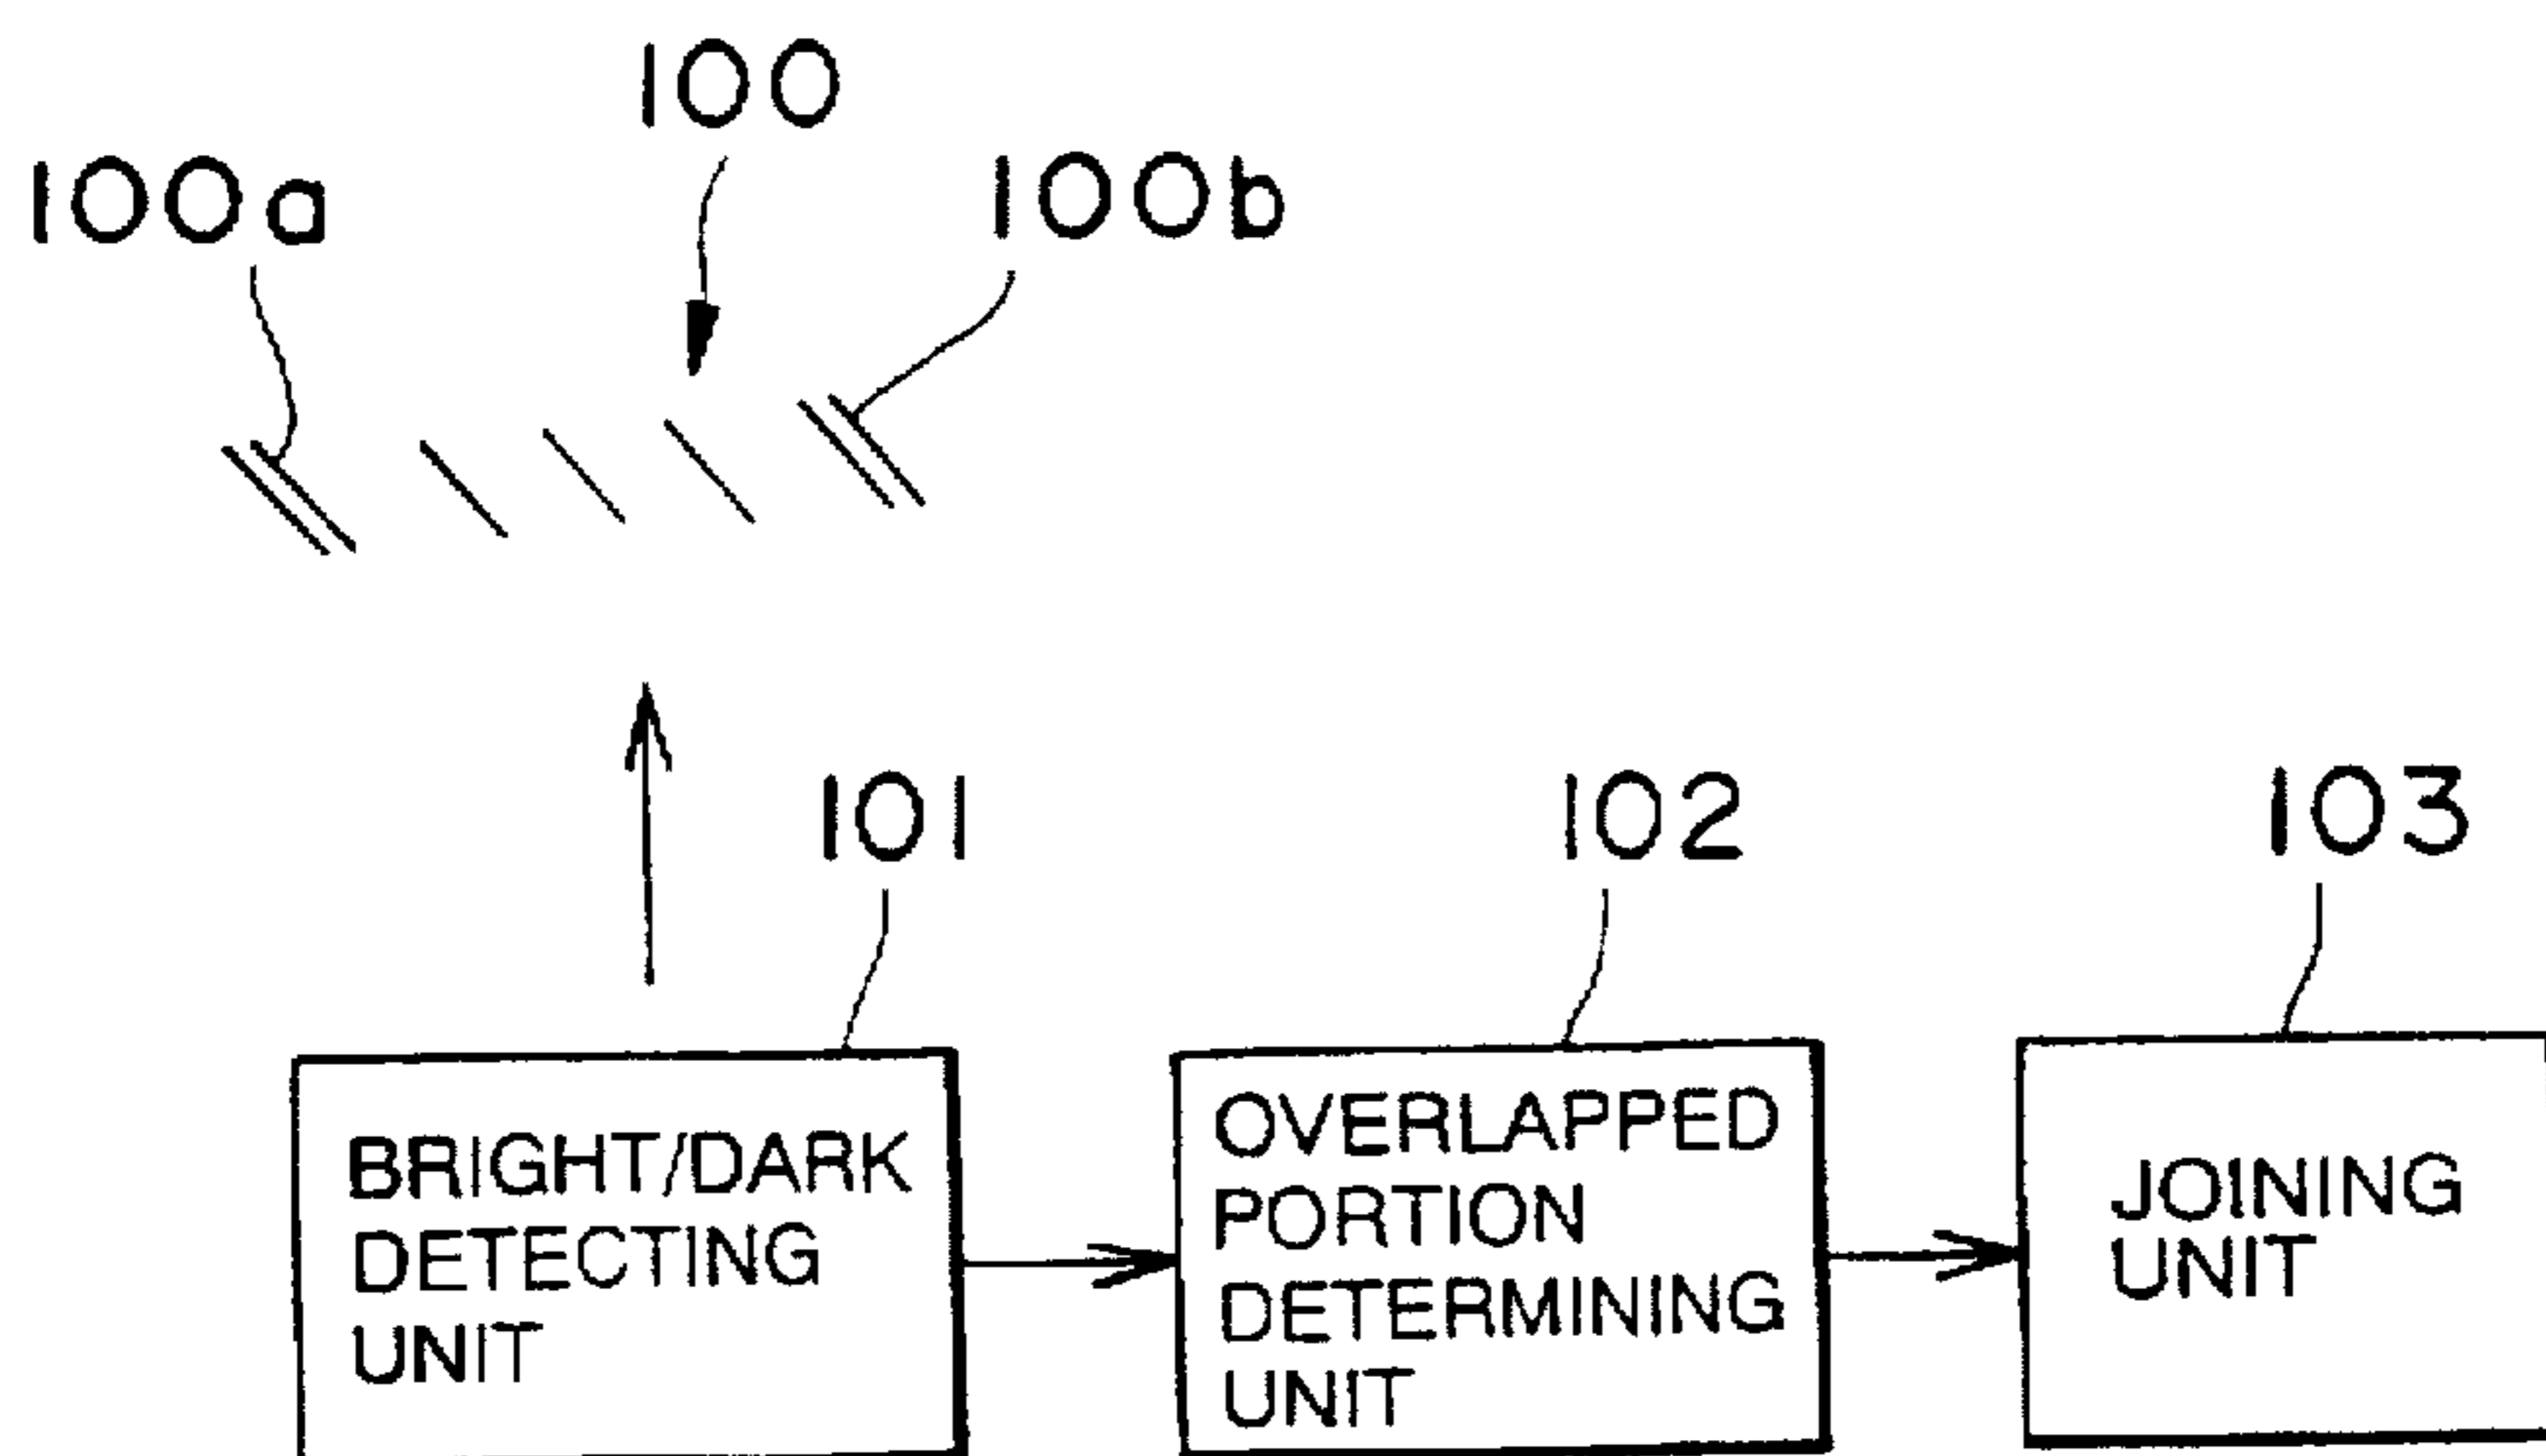 100
100a
100b
101
102
103
BRIGHT/DARK
DETECTING
UNIT
OVERLAPPED
PORTION
DETERMINING
UNIT
JOINING
UNIT